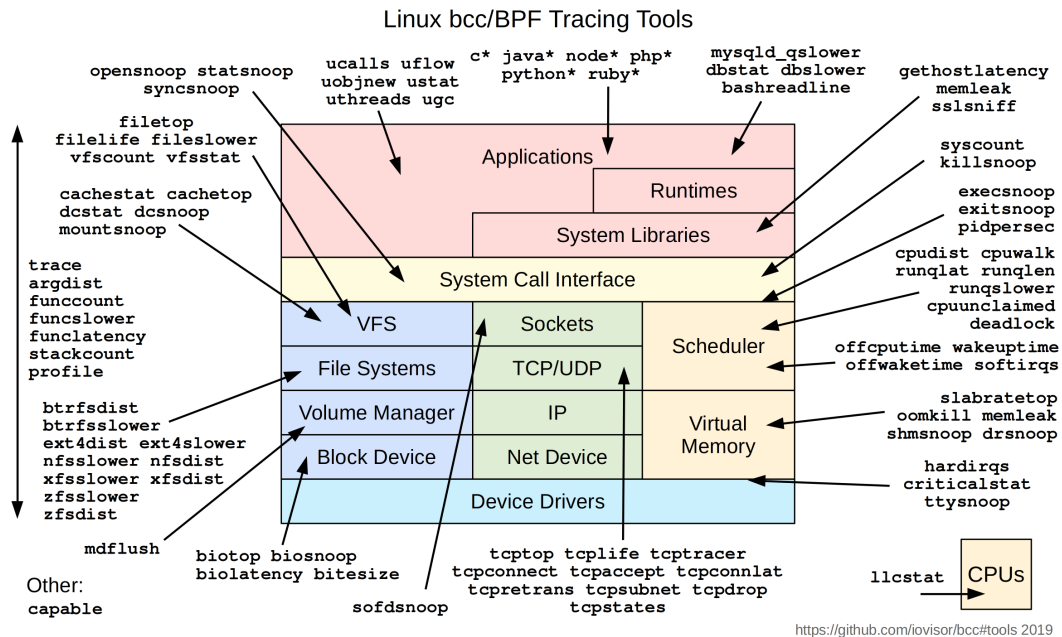 Linux bcc/BPF Tracing Tools
opensnoop statsnoop
syncsnoop
ucalls uflow
uobjnew ustat
uthreads ugc
c* java* node* php*
python* ruby*
mysqld_qslower
dbstat dbslower
bashreadline
gethostlatency
memleak
sslsniff
filetop
filelife fileslower
vfscount vfsstat
syscount
killsnoop
cachestat cachetop
dcstat dcsnoop
mountsnoop
execsnoop
exitsnoop
pidpersec
trace
argdist
funccount
funcslower
funclatency
stackcount
profile
cpudist cpuwalk
runqlat runqlen
runqslower
cpuunclaimed
deadlock
offcputime wakeuptime
offwaketime softirqs
btrfsdist
btrfsslower
ext4dist ext4slower
nfsslower nfsdist
xfsslower xfsdist
zfsslower
zfsdist
slabratetop
oomkill memleak
shmsnoop drsnoop
hardirqs
criticalstat
ttysnoop
Applications
Runtimes
System Libraries
System Call Interface
VFS
Sockets
Scheduler
File Systems
TCP/UDP
Volume Manager
IP
Virtual
Memory
Block Device
Net Device
Device Drivers
mdflush
biotop biosnoop
biolatency bitesize
sofdsnoop
tcptop tcplife tcptracer
tcpconnect tcpaccept tcpconnlat
tcpretrans tcpsubnet tcpdrop
tcpstates
llcstat
CPUs
Other:
capable
https://github.com/iovisor/bcc#tools 2019